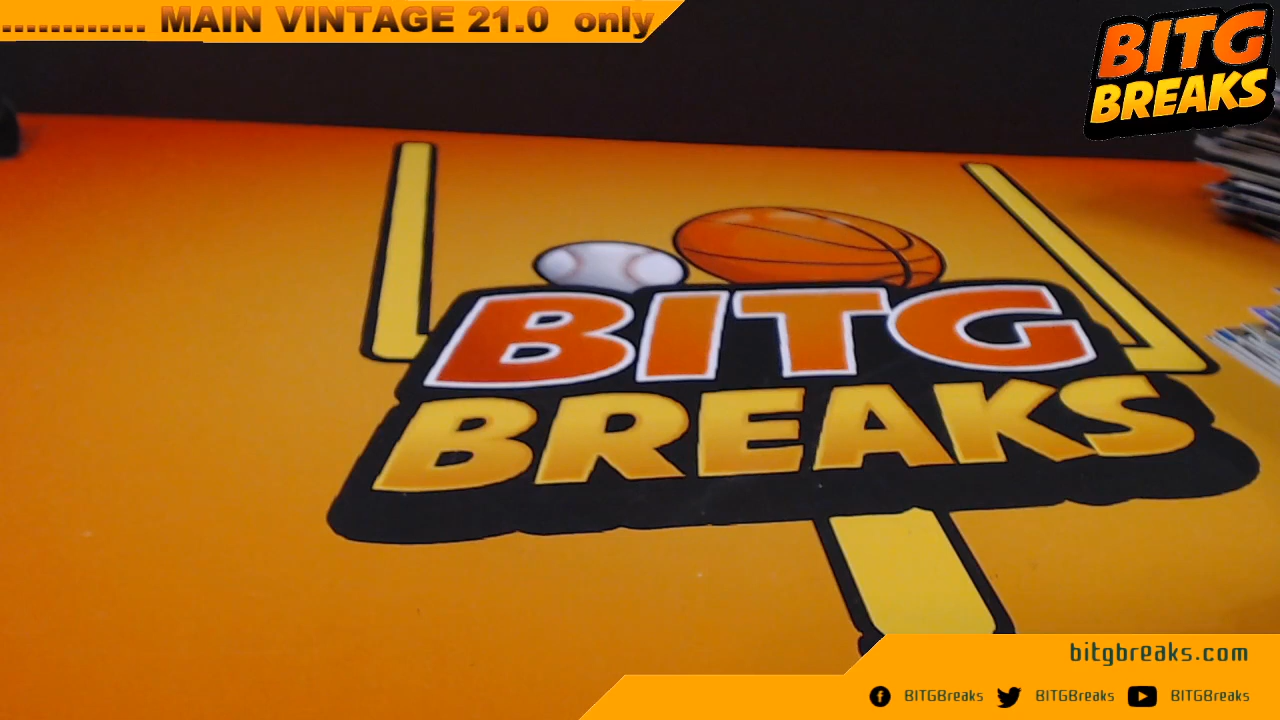 ............ MAIN VINTAGE 21.0 only
BITG
BREAKS
BITG
BREAKS
bitgbreaks.com
BITGBreaks BITGBreaks BITGBreaks